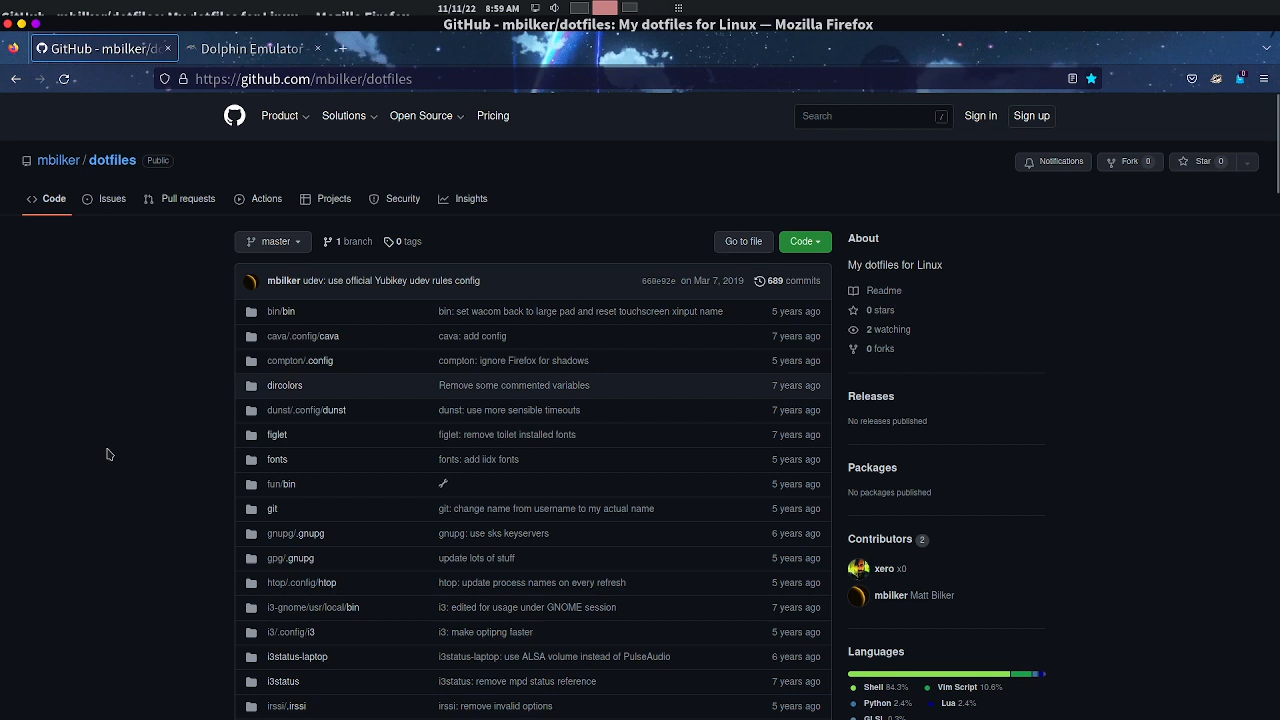 11/11/22 8:59 AM
GitHub - mbilker/dotfiles: My dotfiles for Linux — Mozilla Firefox
GitHub - mbilker/do
Dolphin Emulator
https://github.com/mbilker/dotfiles
0
Product Solutions Open Source Pricing
Search /
Sign in Sign up
mbilker / dotfiles Public
Notifications Fork 0 Star 0
Code Issues Pull requests Actions Projects Security Insights
master 1 branch 0 tags Go to file Code
mbilker udev: use official Yubikey udev rules config 660e92e on Mar 7, 2019 689 commits
bin/bin bin: set wacom back to large pad and reset touchscreen xinput name 5 years ago
cava/.config/cava cava: add config 7 years ago
compton/.config compton: ignore Firefox for shadows 5 years ago
dircolors Remove some commented variables 7 years ago
dunst/.config/dunst dunst: use more sensible timeouts 7 years ago
figlet figlet: remove toilet installed fonts 7 years ago
fonts fonts: add iidx fonts 5 years ago
fun/bin 5 years ago
git git: change name from username to my actual name 5 years ago
gnupg/.gnupg gnupg: use sks keyservers 6 years ago
gpg/.gnupg update lots of stuff 5 years ago
htop/.config/htop htop: update process names on every refresh 5 years ago
i3-gnome/usr/local/bin i3: edited for usage under GNOME session 7 years ago
i3/.config/i3 i3: make optipng faster 5 years ago
i3status-laptop i3status-laptop: use ALSA volume instead of PulseAudio 6 years ago
i3status i3status: remove mpd status reference 7 years ago
irssi/.irssi irssi: remove invalid options 5 years ago
About
My dotfiles for Linux
Readme
0 stars
2 watching
0 forks
Releases
No releases published
Packages
No packages published
Contributors 2
xero x0
mbilker Matt Bilker
Languages
Shell 84.3% Vim Script 10.6%
Python 2.4% Lua 2.4%
GLSL 0.3%